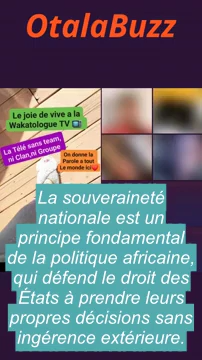 OtalaBuzz
Le joie de vive a la
Wakatologue TV 📺
La Télé sans team,
ni Clan,ni Groupe
On donne la
Parole a tout
Le monde ici❤️
La souveraineté
nationale est un
principe fondamental
de la politique africaine,
qui défend le droit des
États à prendre leurs
propres décisions sans
ingérence extérieure.